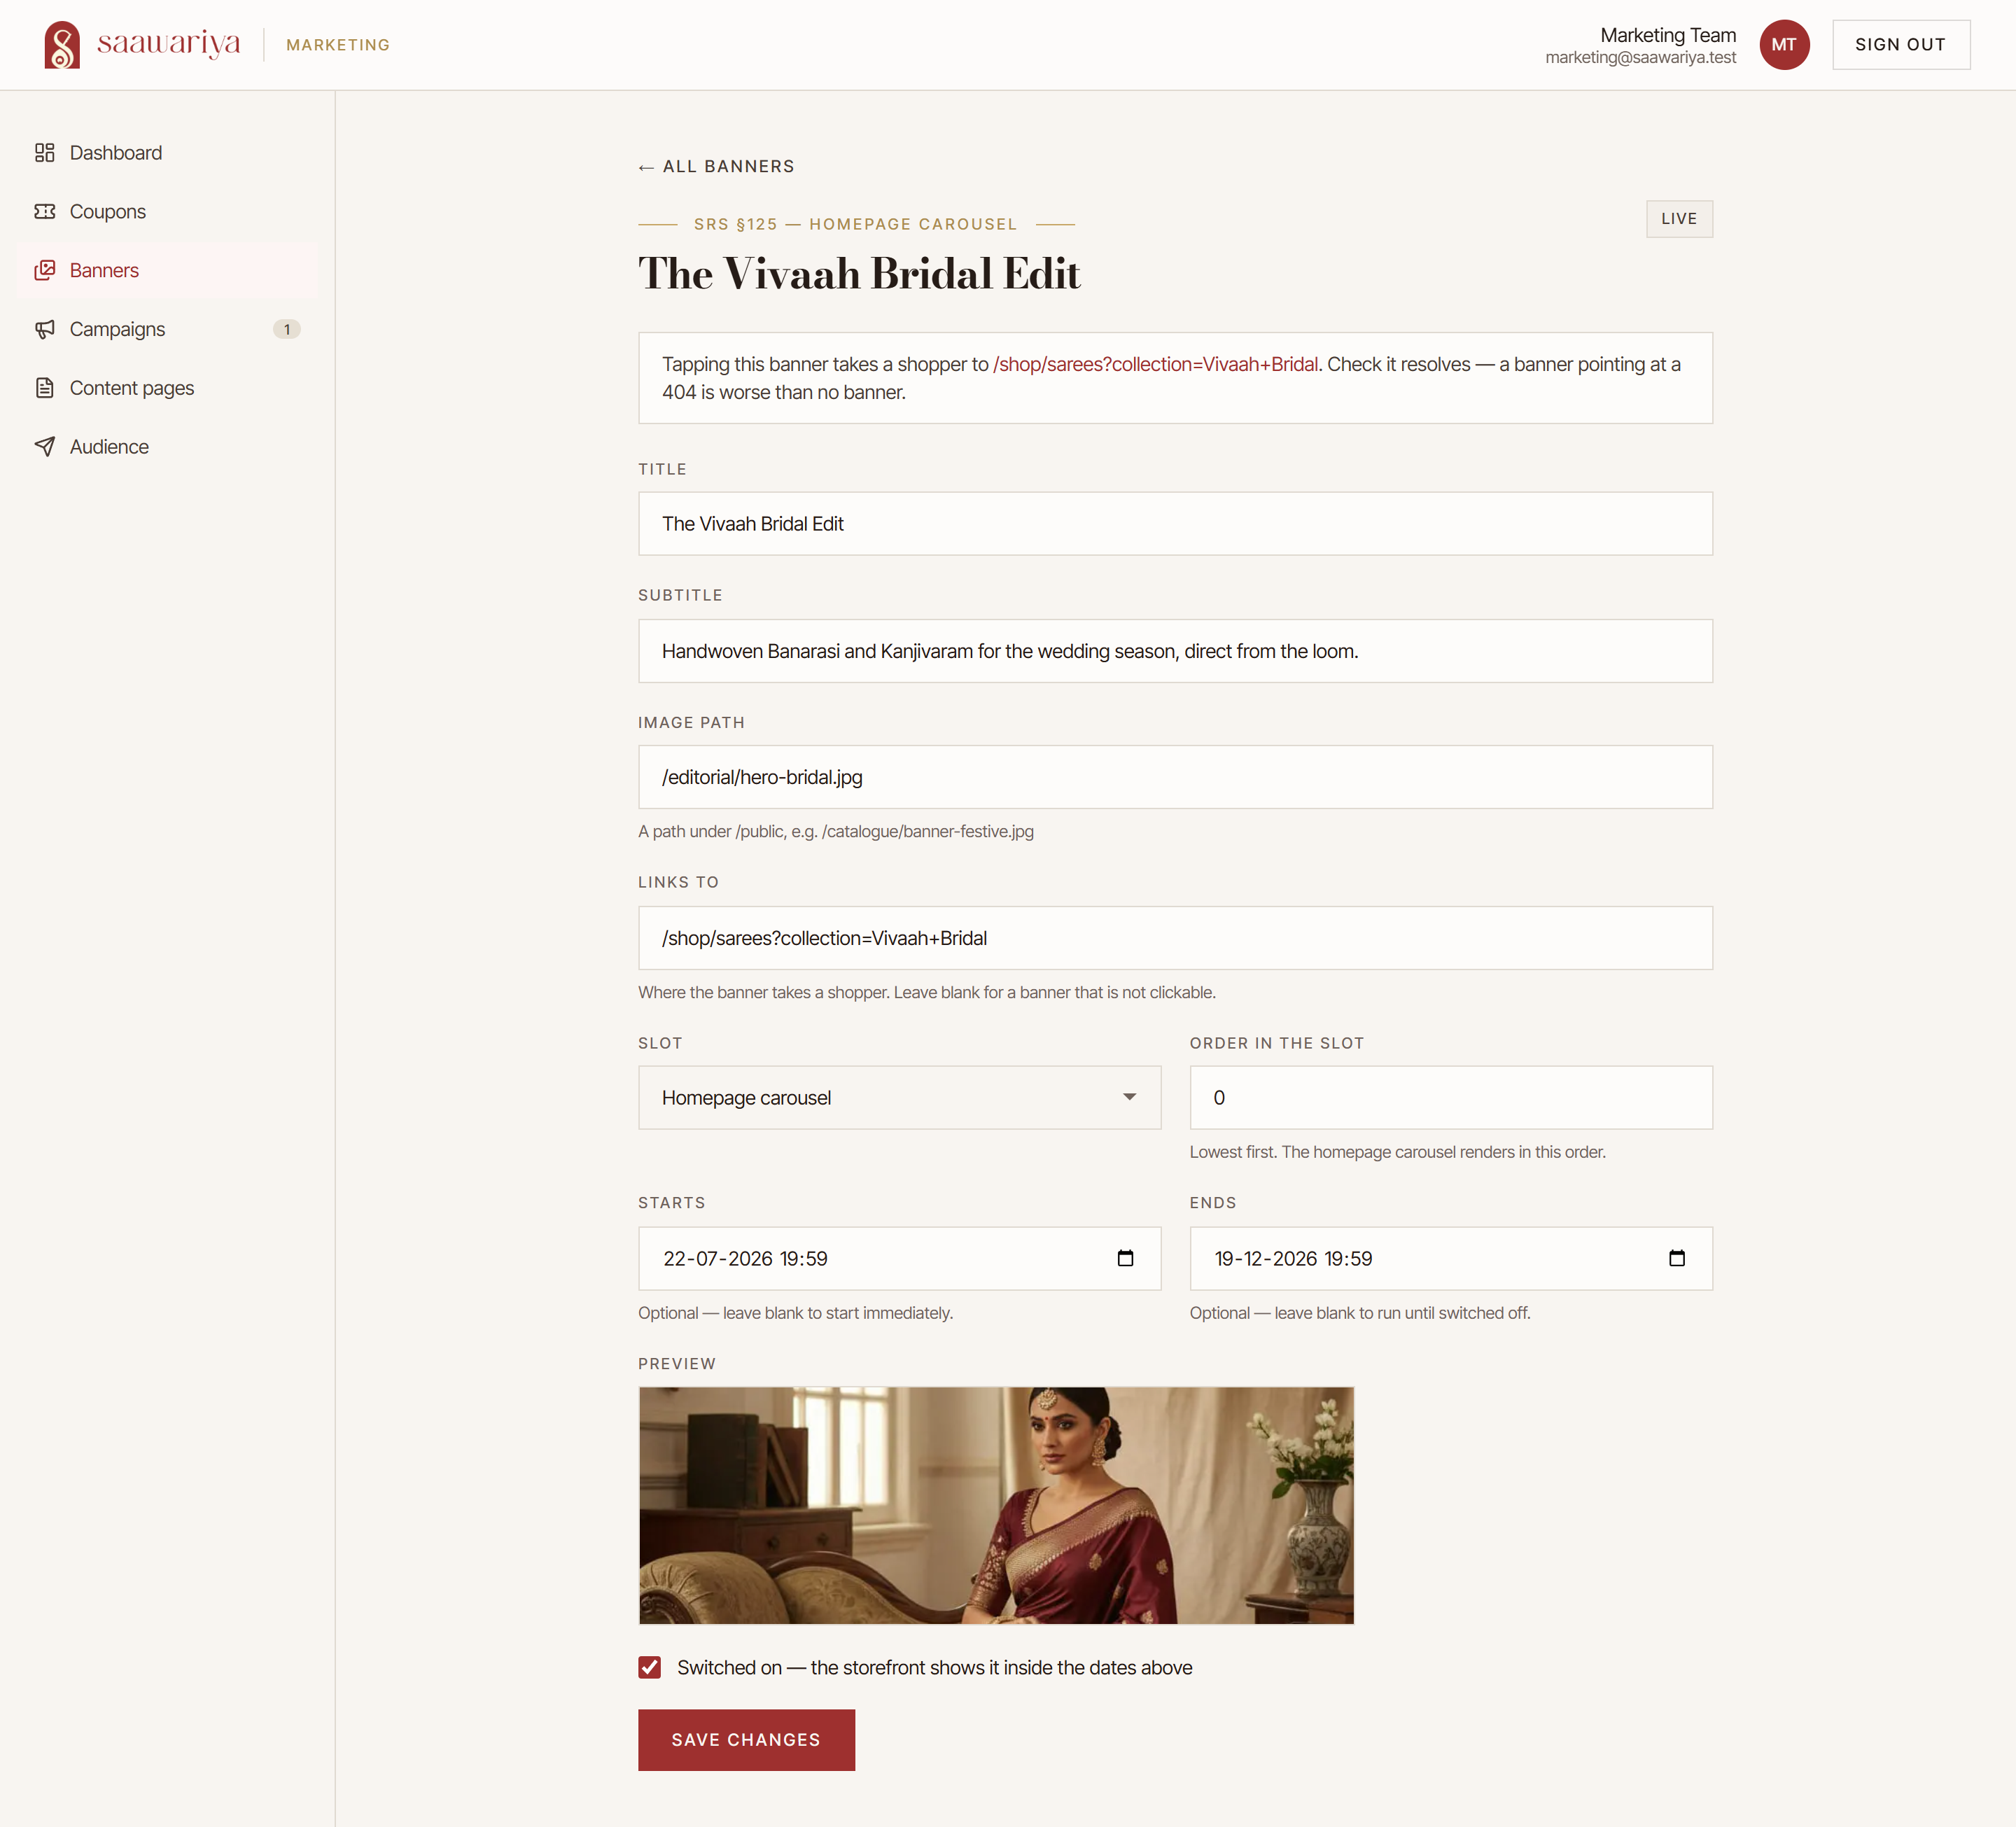 saawariya
MARKETING
Marketing Team
marketing@saawariya.test
MT
SIGN OUT
Dashboard
Coupons
Banners
Campaigns 1
Content pages
Audience
← ALL BANNERS
SRS §125 — HOMEPAGE CAROUSEL
LIVE
The Vivaah Bridal Edit
Tapping this banner takes a shopper to /shop/sarees?collection=Vivaah+Bridal. Check it resolves — a banner pointing at a
404 is worse than no banner.
TITLE
The Vivaah Bridal Edit
SUBTITLE
Handwoven Banarasi and Kanjivaram for the wedding season, direct from the loom.
IMAGE PATH
/editorial/hero-bridal.jpg
A path under /public, e.g. /catalogue/banner-festive.jpg
LINKS TO
/shop/sarees?collection=Vivaah+Bridal
Where the banner takes a shopper. Leave blank for a banner that is not clickable.
SLOT
Homepage carousel
ORDER IN THE SLOT
0
Lowest first. The homepage carousel renders in this order.
STARTS
22-07-2026 19:59
Optional — leave blank to start immediately.
ENDS
19-12-2026 19:59
Optional — leave blank to run until switched off.
PREVIEW
Switched on — the storefront shows it inside the dates above
SAVE CHANGES